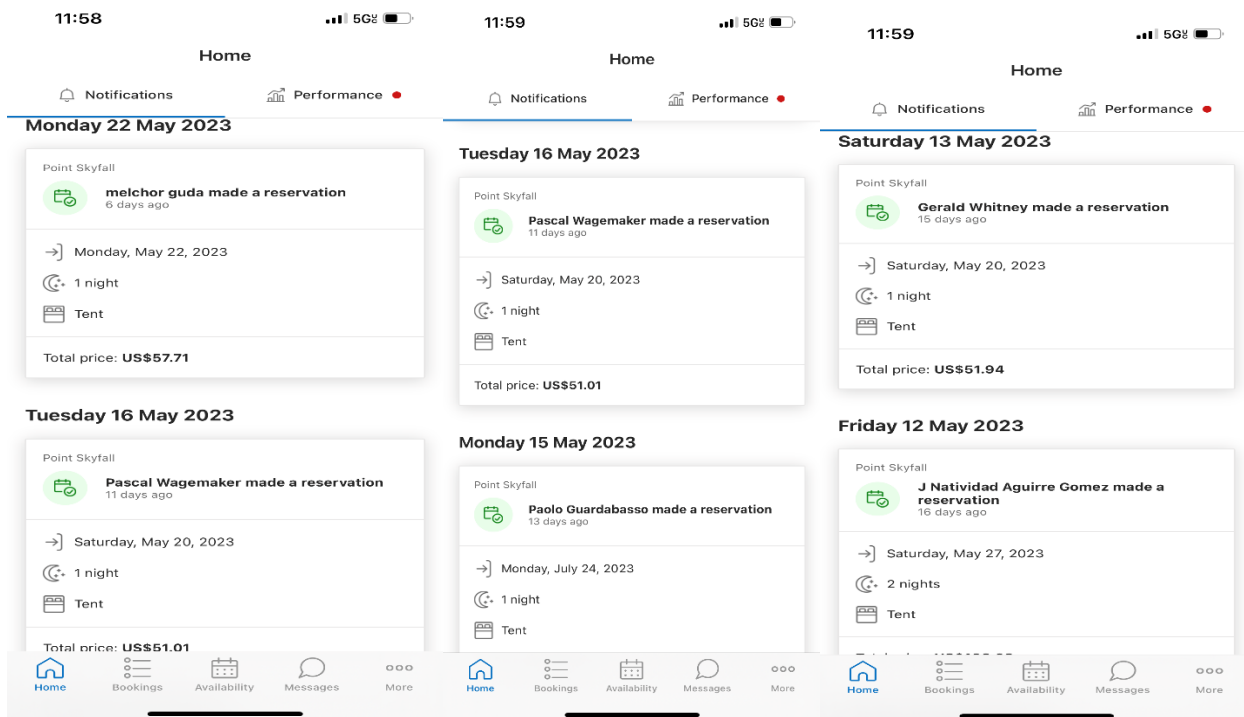 11:58
5G
Home
Notifications
Performance
Monday 22 May 2023
Point Skyfall
melchor guda made a reservation
6 days ago
Monday, May 22, 2023
1 night
Tent
Total price: US$57.71
Tuesday 16 May 2023
Point Skyfall
Pascal Wagemaker made a reservation
11 days ago
Saturday, May 20, 2023
1 night
Tent
Total price: US$51.01
Home
Bookings
Availability
Messages
More
11:59
5G
Home
Notifications
Performance
Tuesday 16 May 2023
Point Skyfall
Pascal Wagemaker made a reservation
11 days ago
Saturday, May 20, 2023
1 night
Tent
Total price: US$51.01
Monday 15 May 2023
Point Skyfall
Paolo Guardabasso made a reservation
13 days ago
Monday, July 24, 2023
1 night
Tent
Home
Bookings
Availability
Messages
More
11:59
5G
Home
Notifications
Performance
Saturday 13 May 2023
Point Skyfall
Gerald Whitney made a reservation
15 days ago
Saturday, May 20, 2023
1 night
Tent
Total price: US$51.94
Friday 12 May 2023
Point Skyfall
J Natividad Aguirre Gomez made a
reservation
16 days ago
Saturday, May 27, 2023
2 nights
Tent
Home
Bookings
Availability
Messages
More